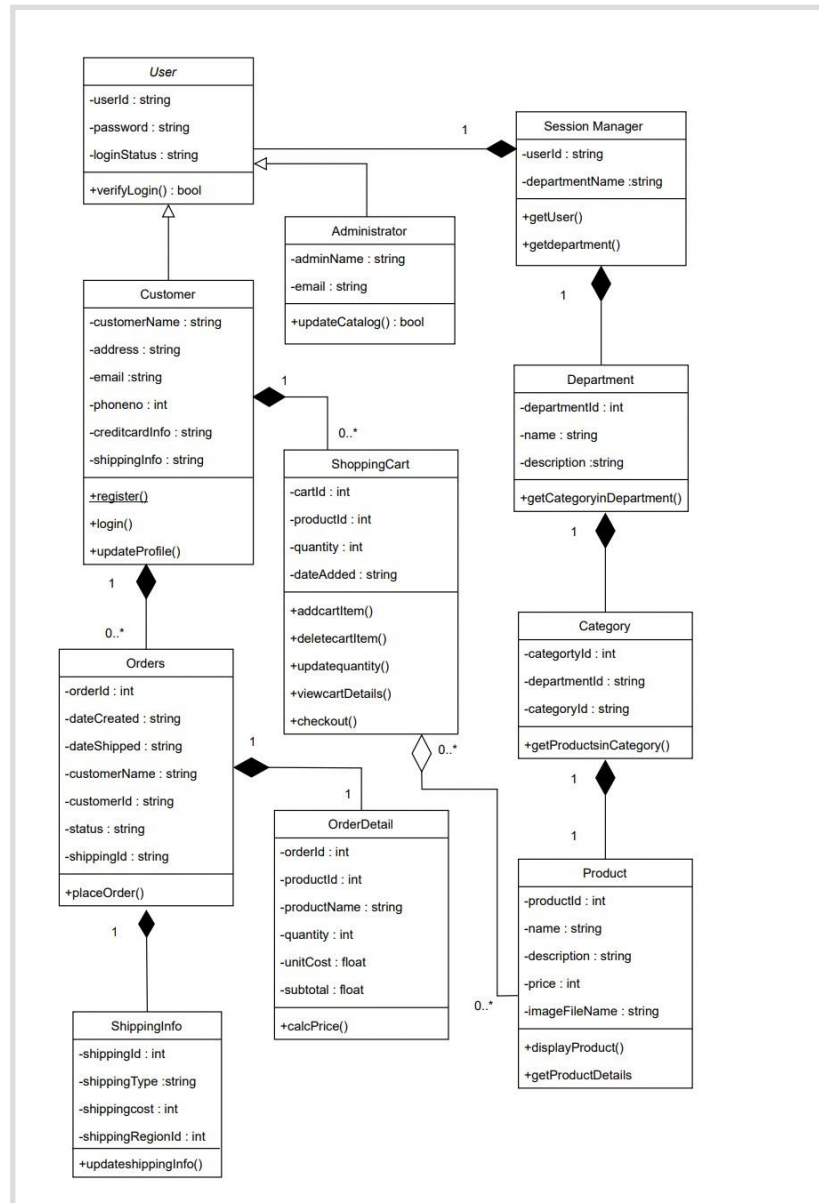 User
-userId : string
-password : string
-loginStatus : string
+verifyLogin() : bool
1
Session Manager
-userId : string
-departmentName :string
+getUser()
+getdepartment()
1
Administrator
-adminName : string
-email : string
+updateCatalog() : bool
Customer
-customerName : string
-address : string
-email :string
-phoneno : int
-creditcardInfo : string
-shippingInfo : string
+register()
+login()
+updateProfile()
1
0..*
1
0..*
ShoppingCart
-cartId : int
-productId : int
-quantity : int
-dateAdded : string
+addcartItem()
+deletecartItem()
+updatequantity()
+viewcartDetails()
+checkout()
0..*
0..*
Department
-departmentId : int
-name : string
-description :string
+getCategoryinDepartment()
1
Category
-categortyId : int
-departmentId : string
-categoryId : string
+getProductsinCategory()
1
1
Orders
-orderId : int
-dateCreated : string
-dateShipped : string
-customerName : string
-customerId : string
-status : string
-shippingId : string
+placeOrder()
1
1
1
OrderDetail
-orderId : int
-productId : int
-productName : string
-quantity : int
-unitCost : float
-subtotal : float
+calcPrice()
Product
-productId : int
-name : string
-description : string
-price : int
-imageFileName : string
+displayProduct()
+getProductDetails
ShippingInfo
-shippingId : int
-shippingType :string
-shippingcost : int
-shippingRegionId : int
+updateshippingInfo()